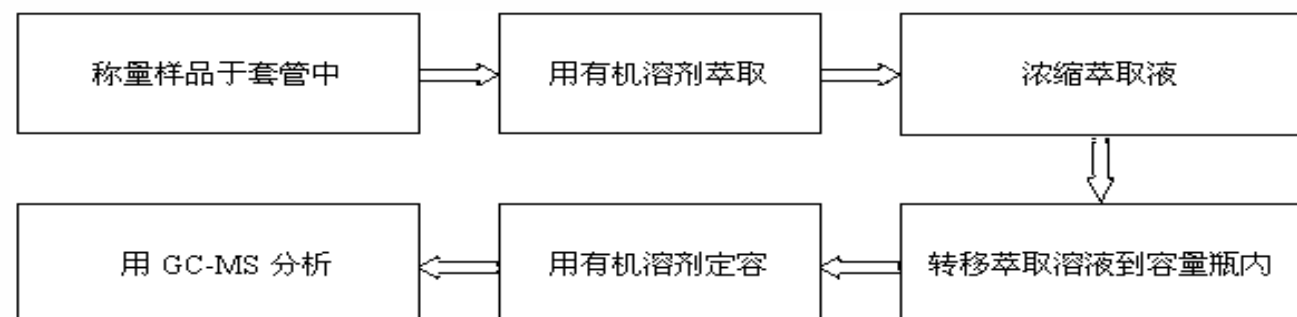 称量样品于套管中
用有机溶剂萃取
浓缩萃取液
转移萃取溶液到容量瓶内
用有机溶剂定容
用 GC-MS 分析